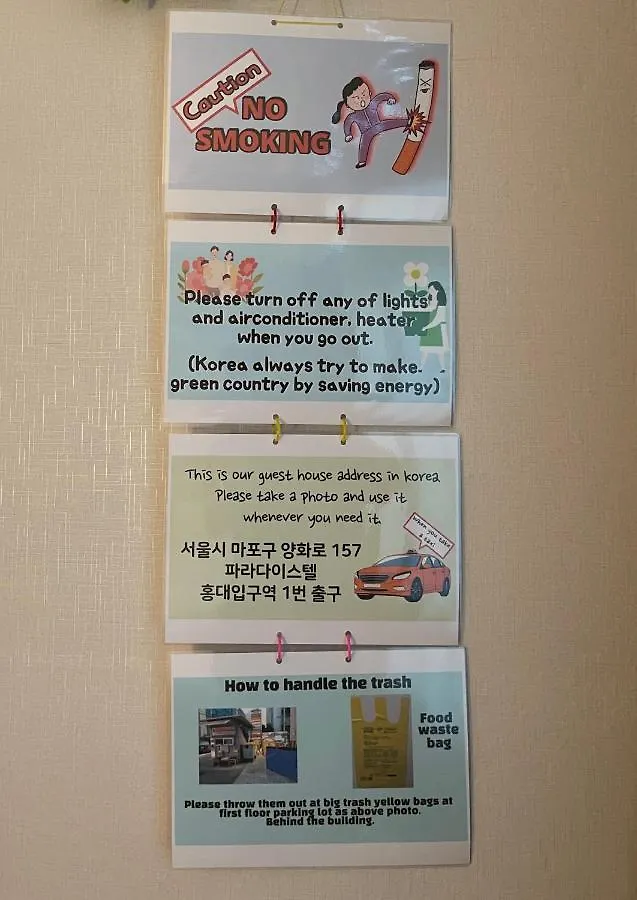 Caution
NO
SMOKING
Please turn off any of lights
and airconditioner, heater
when you go out.
(Korea always try to make
green country by saving energy)
This is our guest house address in korea
Please take a photo and use it
whenever you need it.
when you take
a taxi
서울시 마포구 양화로 157
파라다이스텔
홍대입구역 1번 출구
How to handle the trash
Food
waste
bag
Please throw them out at big trash yellow bags at
first floor parking lot as above photo.
Behind the building.